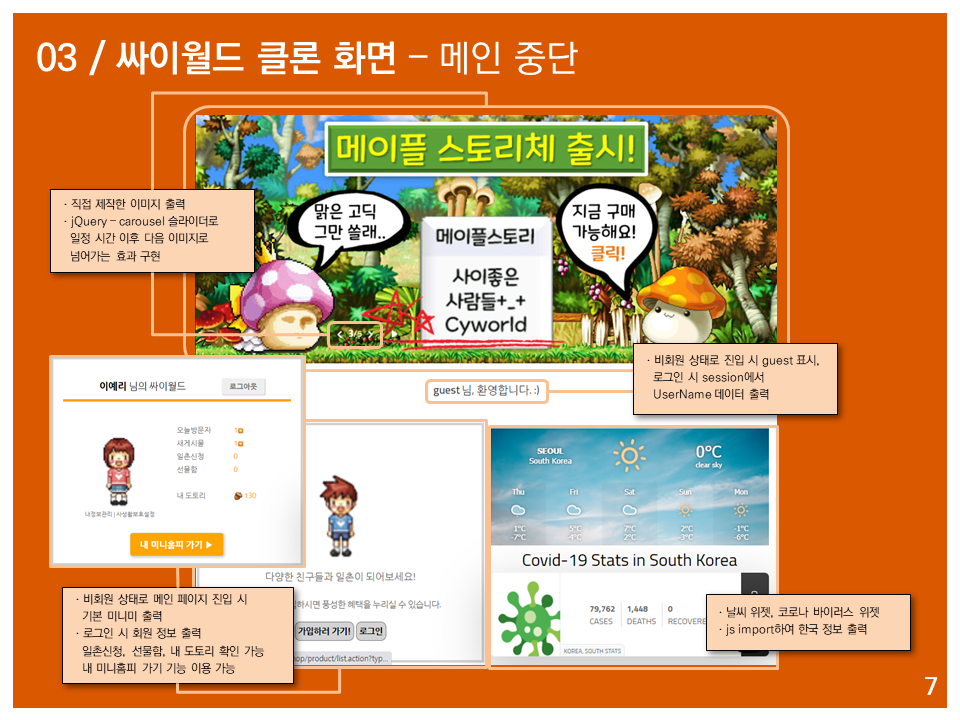 03 / 싸이월드 클론 화면 – 메인 중단
메이플 스토리체 출시!
맑은 고딕
그만 쓸래..
메이플스토리
사이좋은
사람들+_+
Cyworld
지금 구매
가능해요!
클릭!
3/5
· 직접 제작한 이미지 출력
· jQuery – carousel 슬라이더로
일정 시간 이후 다음 이미지로
넘어가는 효과 구현
guest 님, 환영합니다. :)
· 비회원 상태로 진입 시 guest 표시,
로그인 시 session에서
UserName 데이터 출력
이예리 님의 싸이월드
로그아웃
오늘방문자 1
새게시물 1
일촌신청 0
선물함 0
내 도토리 130
내정보관리 | 사생활보호설정
내 미니홈피 가기 ▶
다양한 친구들과 일촌이 되어보세요!
하시면 풍성한 혜택을 누리실 수 있습니다.
가입하러 가기!
로그인
op/product/list.action?typ...
SEOUL
South Korea
0°C
clear sky
Thu Fri Sat Sun Mon
1°C 5°C 7°C 2°C -1°C
-7°C -4°C 2°C -3°C -6°C
Covid-19 Stats in South Korea
79,762 1,448 0
CASES DEATHS RECOVERE
KOREA, SOUTH STATS
· 비회원 상태로 메인 페이지 진입 시
기본 미니미 출력
· 로그인 시 회원 정보 출력
일촌신청, 선물함, 내 도토리 확인 가능
내 미니홈피 가기 기능 이용 가능
· 날씨 위젯, 코로나 바이러스 위젯
· js import하여 한국 정보 출력
7